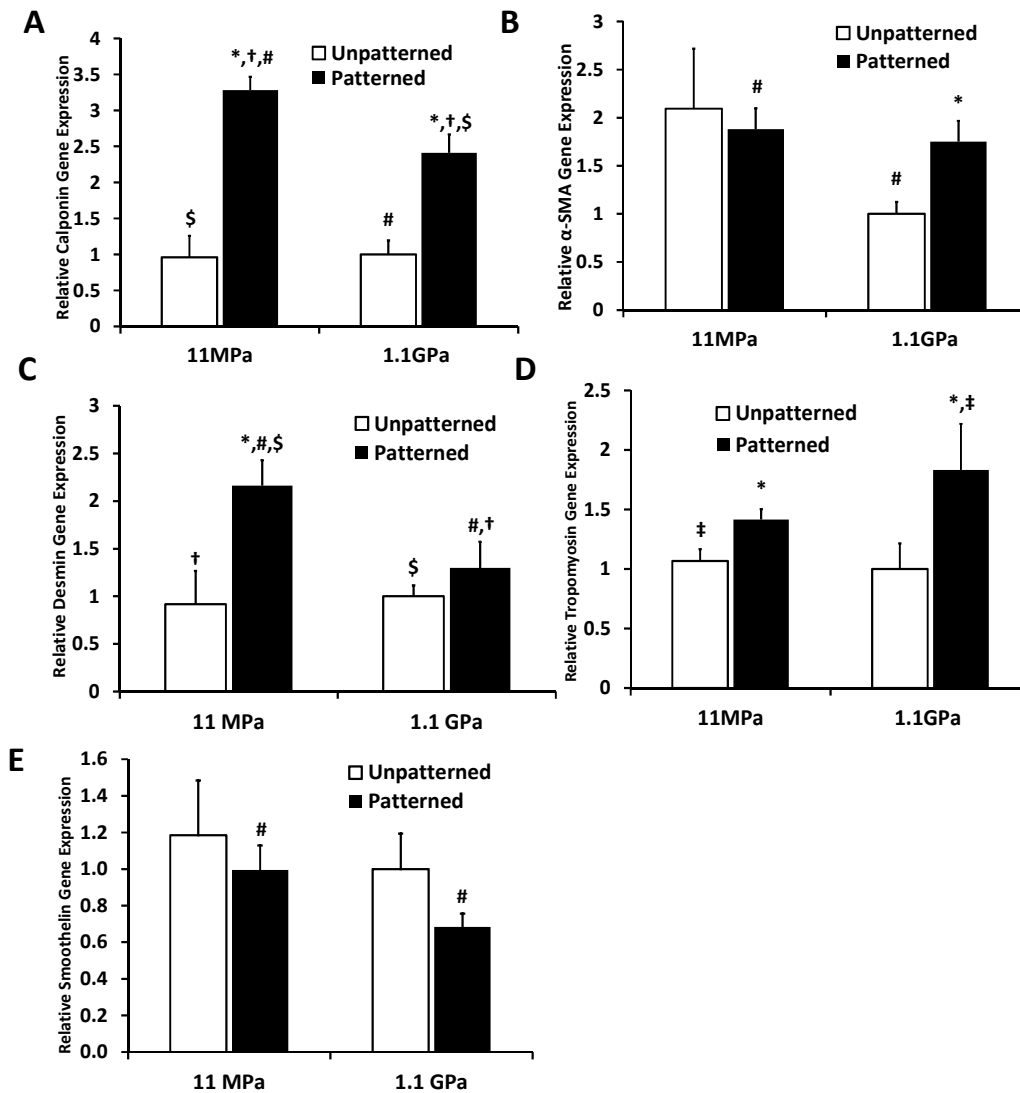 A
Relative Calponin Gene Expression
4
3.5
3
2.5
2
1.5
1
0.5
0
Unpatterned
Patterned
*,†,#
*,†,$
$
#
11MPa
1.1GPa
B
Relative α-SMA Gene Expression
3
2.5
2
1.5
1
0.5
0
Unpatterned
Patterned
#
*
#
11MPa
1.1GPa
C
Relative Desmin Gene Expression
3
2.5
2
1.5
1
0.5
0
Unpatterned
Patterned
*,#,$
#,†
†
$
11 MPa
1.1 GPa
D
Relative Tropomyosin Gene Expression
2.5
2
1.5
1
0.5
0
Unpatterned
Patterned
*,‡
*
‡
11MPa
1.1GPa
E
Relative Smoothelin Gene Expression
1.6
1.4
1.2
1.0
0.8
0.6
0.4
0.2
0.0
Unpatterned
Patterned
#
#
11 MPa
1.1 GPa